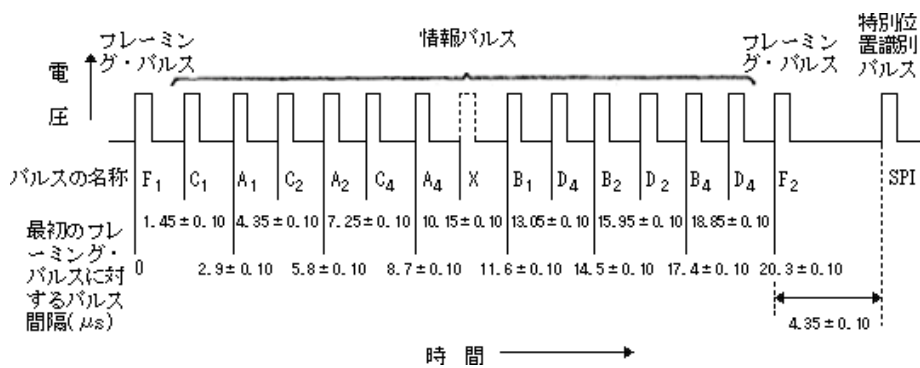 フレーミング・パルス
情報パルス
フレーミング・パルス
特別位置識別パルス
電圧
パルスの名称
F1 C1 A1 C2 A2 C4 A4 X B1 D4 B2 D2 B4 D4 F2 SPI
1.45±0.10 4.35±0.10 7.25±0.10 10.15±0.10 13.05±0.10 15.95±0.10 18.85±0.10
最初のフレーミング・パルスに対するパルス間隔(μs)
0 2.9±0.10 5.8±0.10 8.7±0.10 11.6±0.10 14.5±0.10 17.4±0.10 20.3±0.10
4.35±0.10
時間